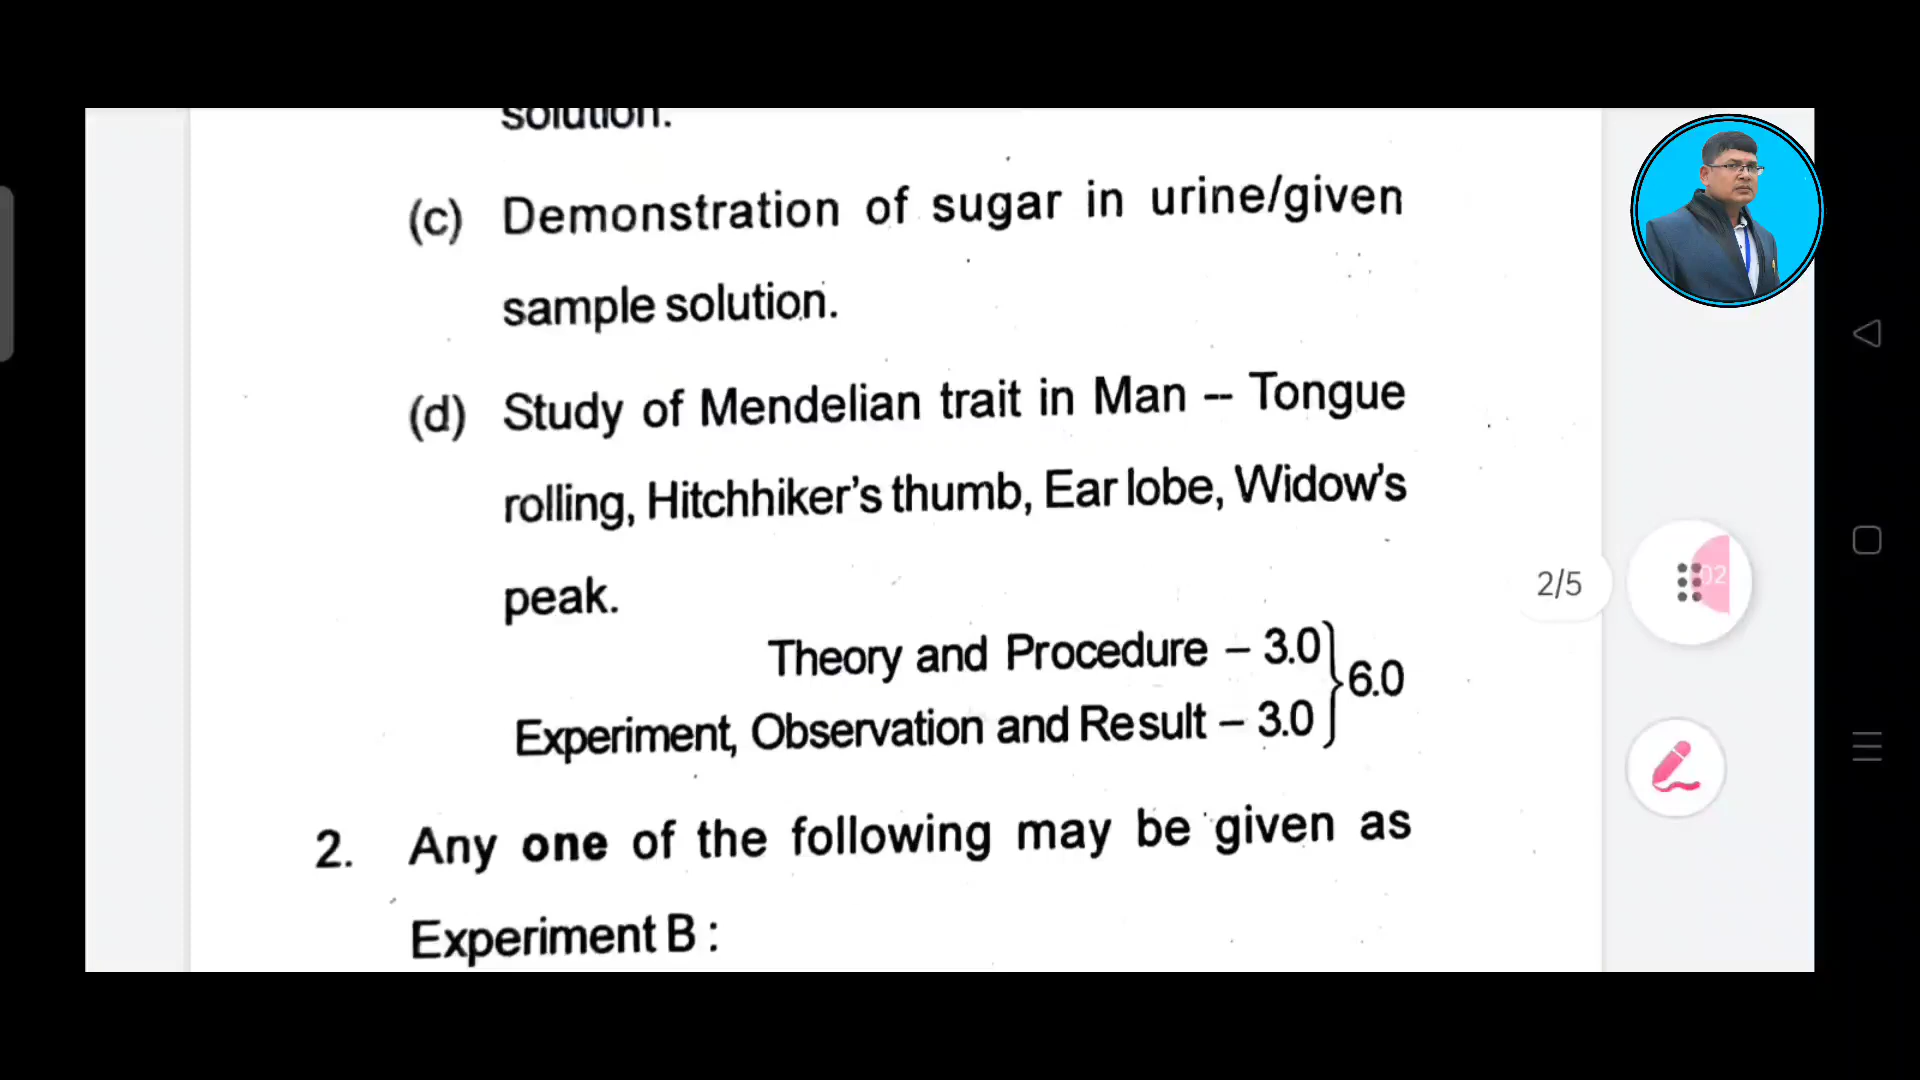 solution.
(c) Demonstration of sugar in urine/given
sample solution.
(d) Study of Mendelian trait in Man -- Tongue
rolling, Hitchhiker's thumb, Ear lobe, Widow's
peak.
Theory and Procedure – 3.0
6.0
Experiment, Observation and Result – 3.0
2. Any one of the following may be given as
Experiment B :
2/5
02